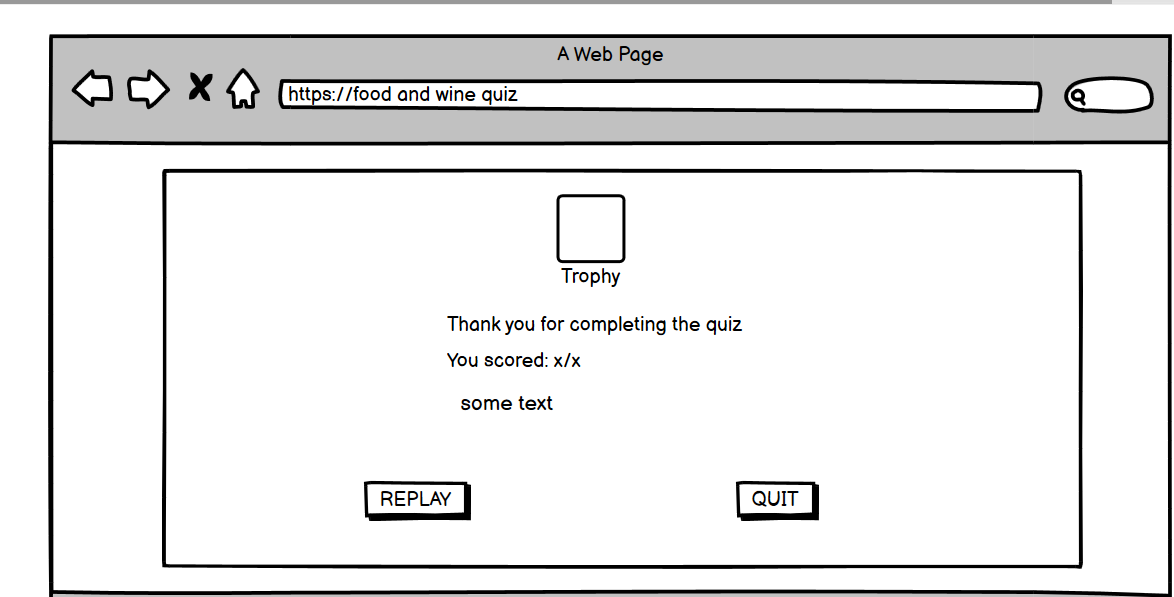 A Web Page
https://food and wine quiz
Trophy
Thank you for completing the quiz
You scored: x/x
some text
REPLAY
QUIT